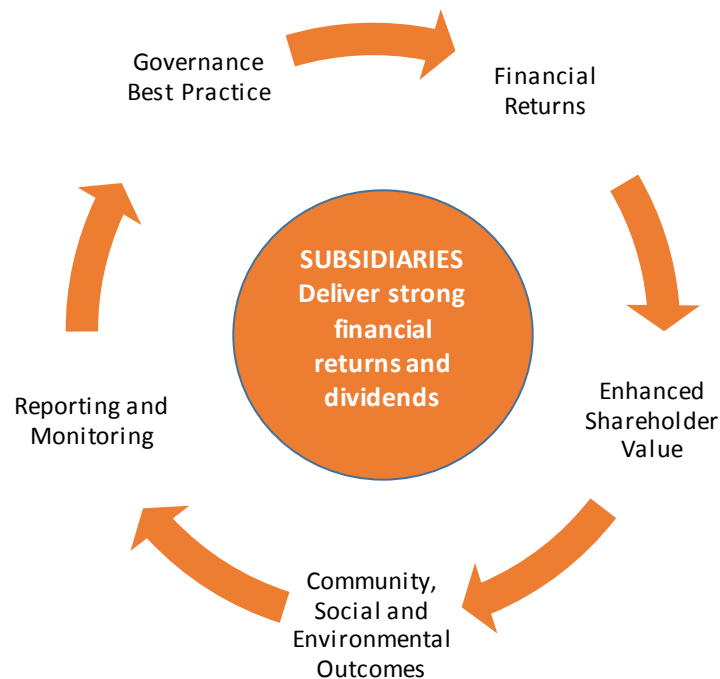 Governance
Best Practice
Financial
Returns
SUBSIDIARIES
Deliver strong
financial
returns and
dividends
Enhanced
Shareholder
Value
Reporting and
Monitoring
Community,
Social and
Environmental
Outcomes